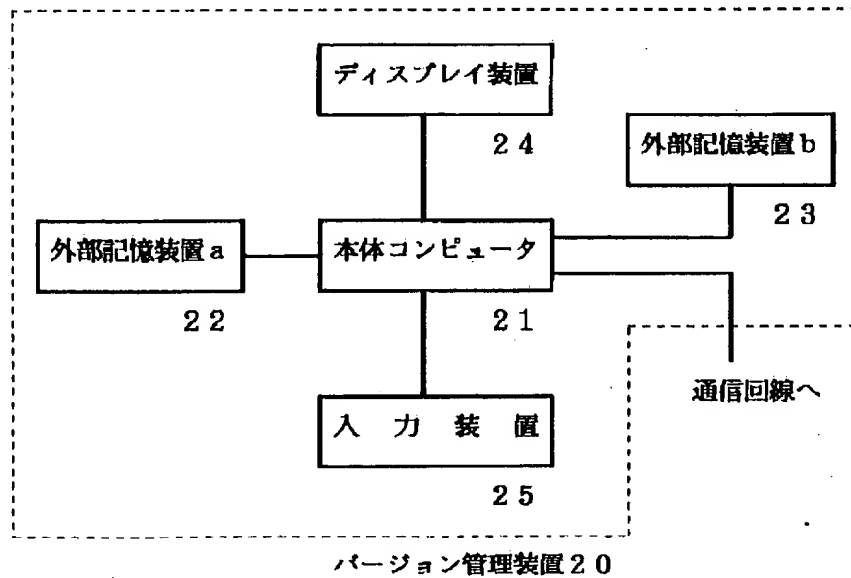 ディスプレイ装置
24
外部記憶装置b
23
外部記憶装置a
22
本体コンピュータ
21
通信回線へ
入力装置
25
バージョン管理装置20